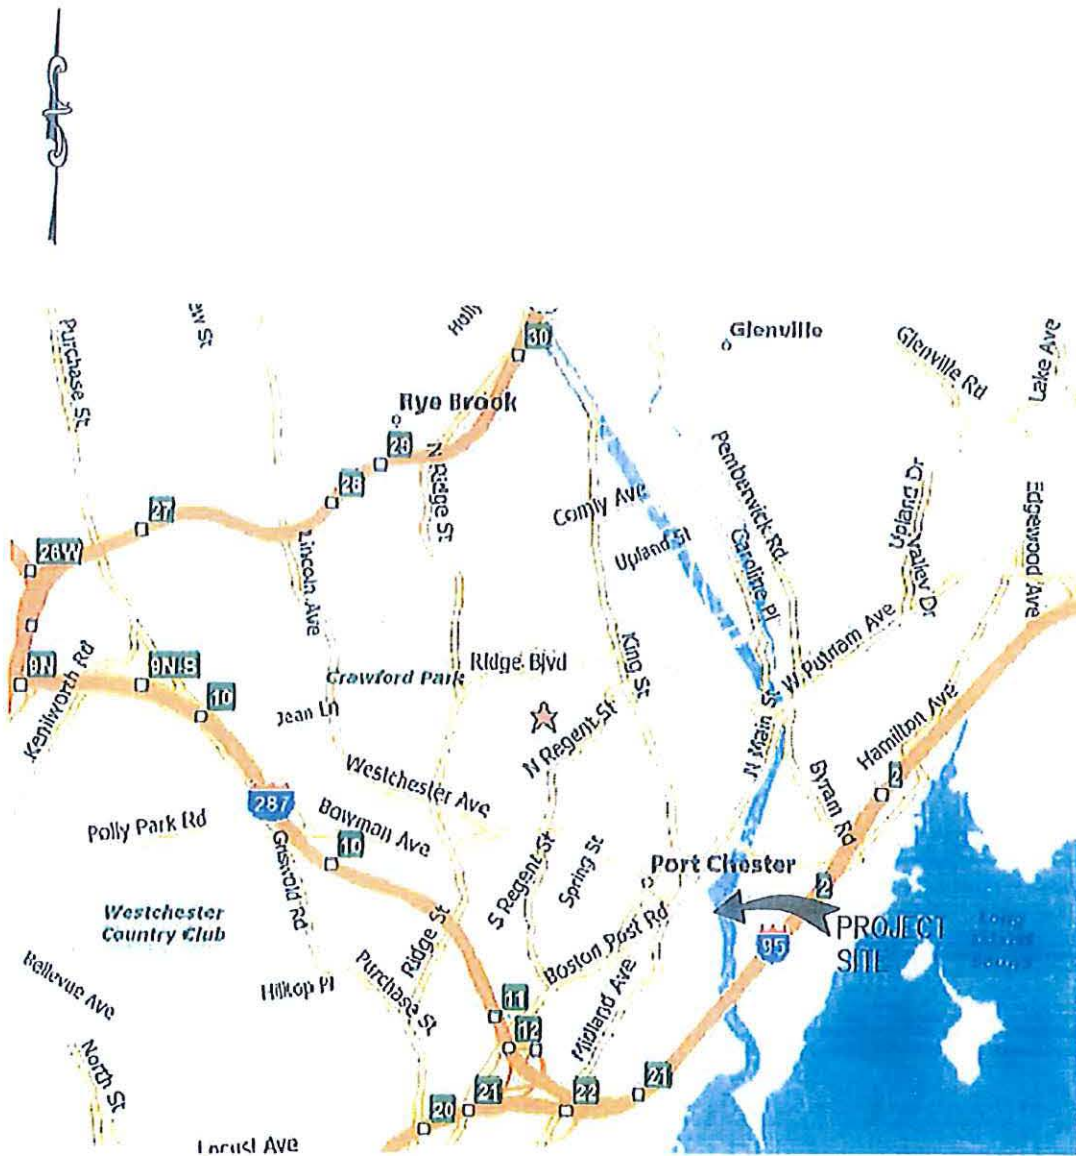 Purchase St
ew St
Holly
30
Glenville
Glenville Rd
Lake Ave
Rye Brook
29
N Ridge St
28
27
26W
Lincoln Ave
Comly Ave
Upland St
Pemberwick Rd
Caroline Pl
Upland Dr
Valley Dr
Edgewood Ave
9N
9N!S
10
Kenilworth Rd
Crawford Park
Ridge Blvd
King St
W Putnam Ave
Jean Ln
N Regent St
N Main S
Hamilton Ave
Westchester Ave
287
Bowman Ave
10
Polly Park Rd
Griswold Rd
Byram Rd
2
S Regent St
Spring St
Port Chester
2
Westchester
Country Club
Ridge St
Boston Post Rd
95
PROJECT
SITE
Long
Island
Sound
Bellevue Ave
Hilltop Pl
Purchase St
Midland Ave
11
12
North St
20
21
22
21
Locust Ave